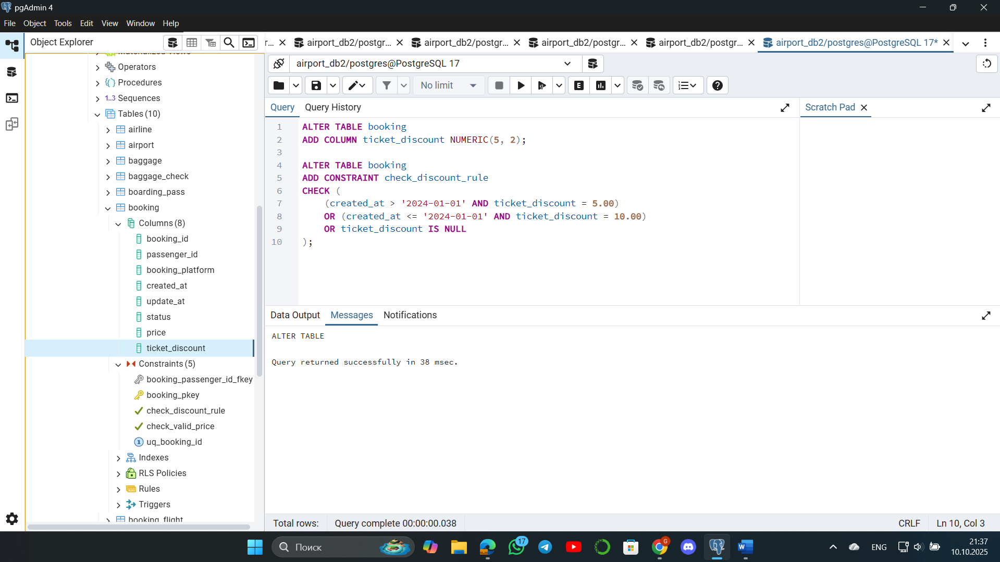 pgAdmin 4
File Object Tools Edit View Window Help
Object Explorer
r...
airport_db2/postgr...
airport_db2/postgr...
airport_db2/postgr...
airport_db2/postgr...
airport_db2/postgres@PostgreSQL 17*
Materialized Views
Operators
Procedures
1..3 Sequences
Tables (10)
airline
airport
baggage
baggage_check
boarding_pass
booking
Columns (8)
booking_id
passenger_id
booking_platform
created_at
update_at
status
price
ticket_discount
Constraints (5)
booking_passenger_id_fkey
booking_pkey
check_discount_rule
check_valid_price
1 uq_booking_id
Indexes
RLS Policies
Rules
Triggers
booking_flight
airport_db2/postgres@PostgreSQL 17
No limit
E
Query Query History
Scratch Pad
1 ALTER TABLE booking
2 ADD COLUMN ticket_discount NUMERIC(5, 2);
3
4 ALTER TABLE booking
5 ADD CONSTRAINT check_discount_rule
6 CHECK (
7 (created_at > '2024-01-01' AND ticket_discount = 5.00)
8 OR (created_at <= '2024-01-01' AND ticket_discount = 10.00)
9 OR ticket_discount IS NULL
10 );
Data Output Messages Notifications
ALTER TABLE
Query returned successfully in 38 msec.
Total rows: Query complete 00:00:00.038
CRLF Ln 10, Col 3
Поиск
17
G
W
ENG
21:37
10.10.2025